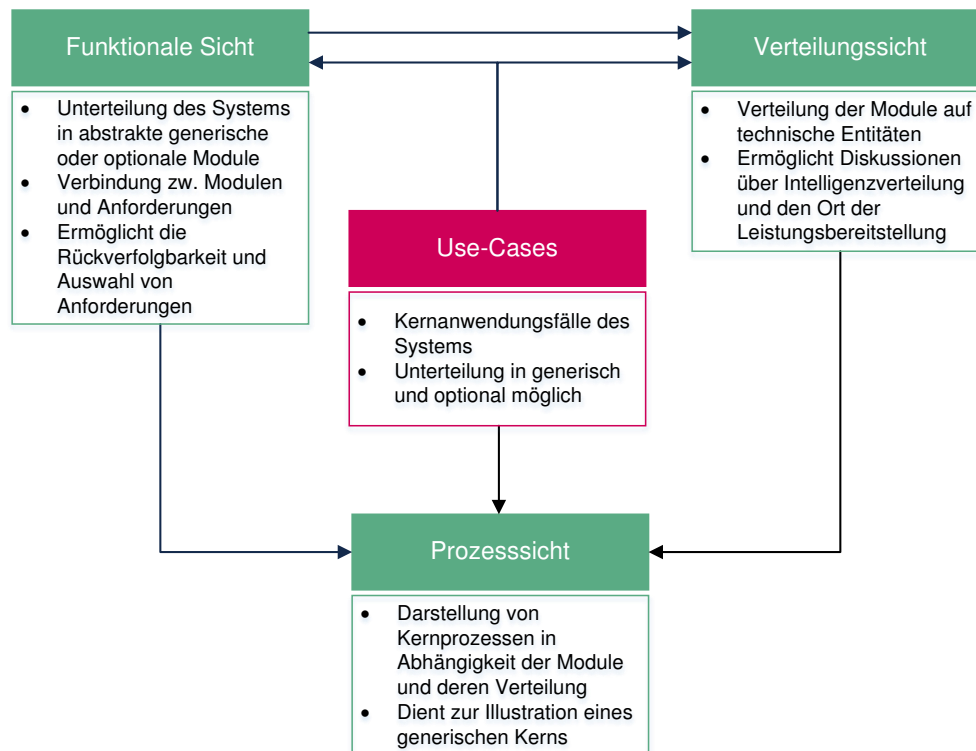 Funktionale Sicht
• Unterteilung des Systems
in abstrakte generische
oder optionale Module
• Verbindung zw. Modulen
und Anforderungen
• Ermöglicht die
Rückverfolgbarkeit und
Auswahl von
Anforderungen
Verteilungssicht
• Verteilung der Module auf
technische Entitäten
• Ermöglicht Diskussionen
über Intelligenzverteilung
und den Ort der
Leistungsbereitstellung
Use-Cases
• Kernanwendungsfälle des
Systems
• Unterteilung in generisch
und optional möglich
Prozesssicht
• Darstellung von
Kernprozessen in
Abhängigkeit der Module
und deren Verteilung
• Dient zur Illustration eines
generischen Kerns